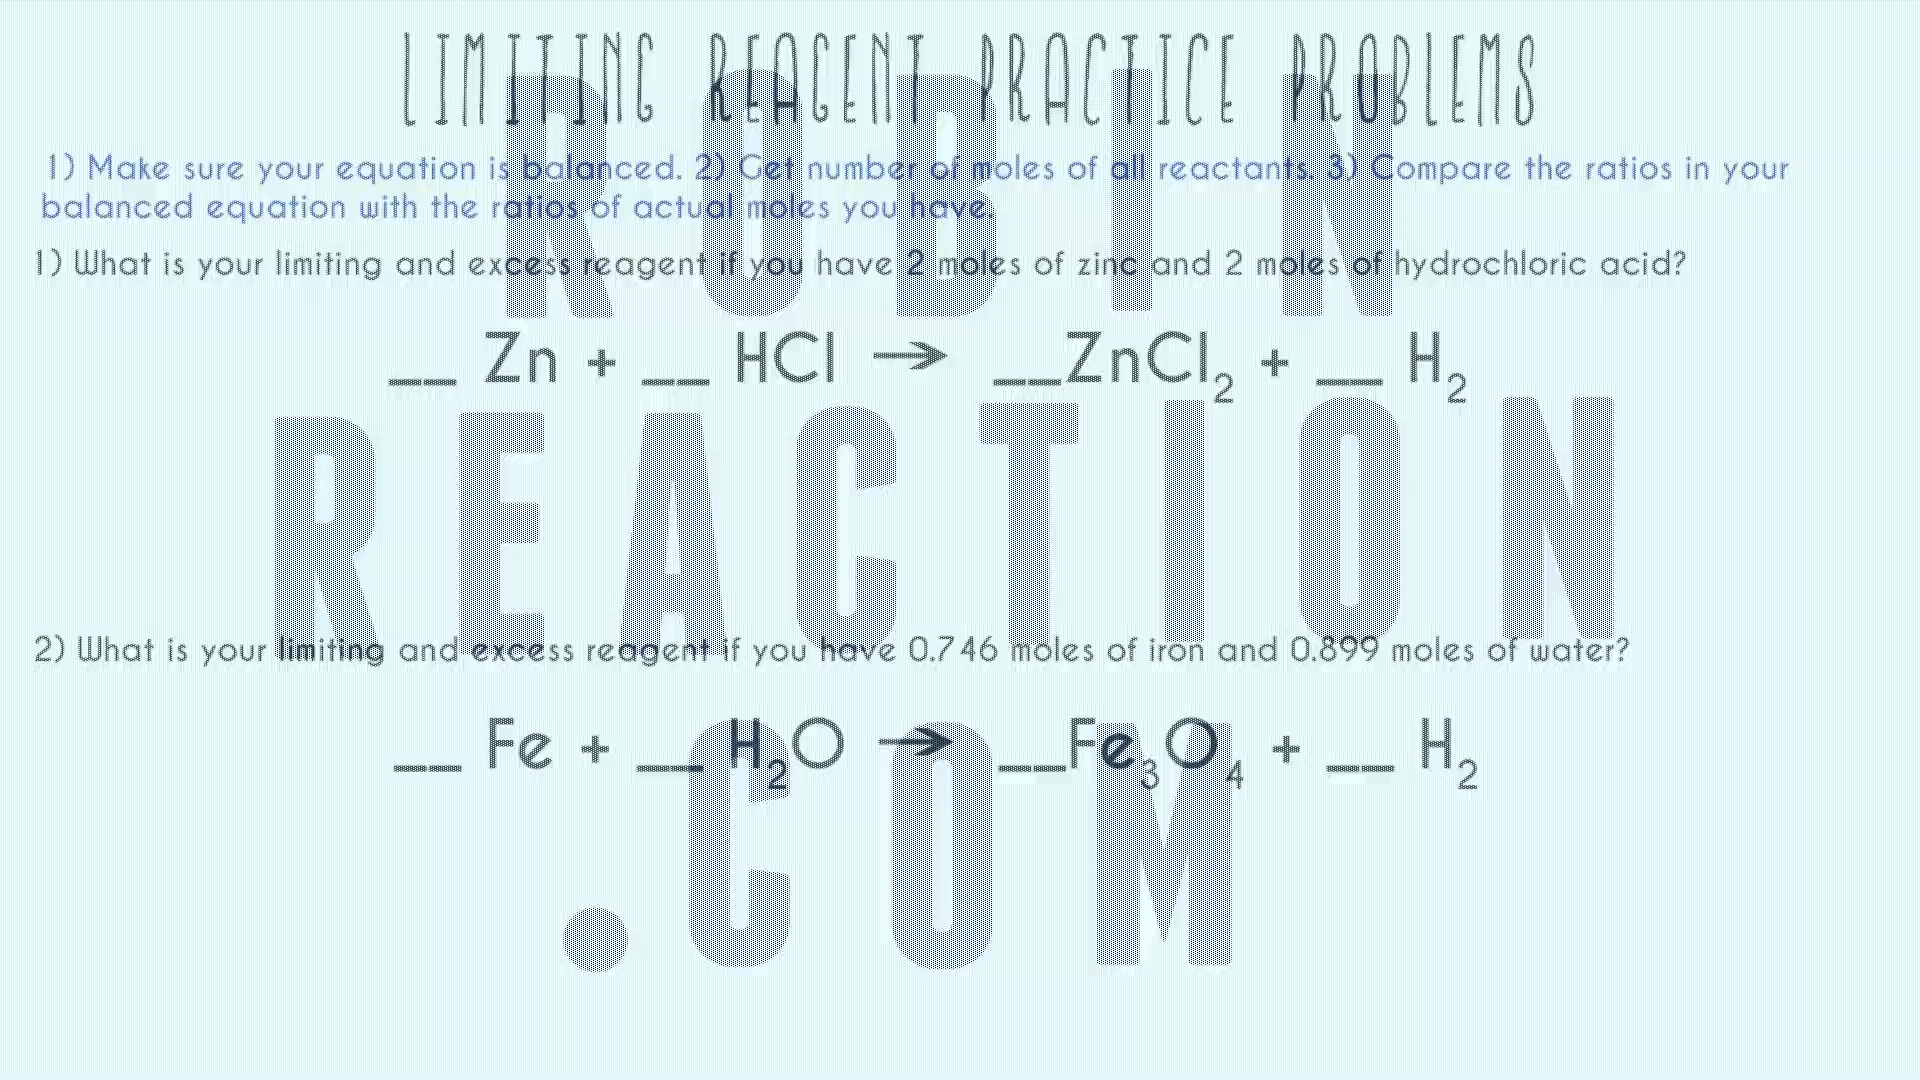 LIMITING REAGENT PRACTICE PROBLEMS
1) Make sure your equation is balanced. 2) Get number of moles of all reactants. 3) Compare the ratios in your
balanced equation with the ratios of actual moles you have.
1) What is your limiting and excess reagent if you have 2 moles of zinc and 2 moles of hydrochloric acid?
ROBIN
__ Zn + __ HCl → __ZnCl₂ + __ H₂
REACTION
2) What is your limiting and excess reagent if you have 0.746 moles of iron and 0.899 moles of water?
__ Fe + __ H₂O → __Fe₃O₄ + __ H₂
.COM